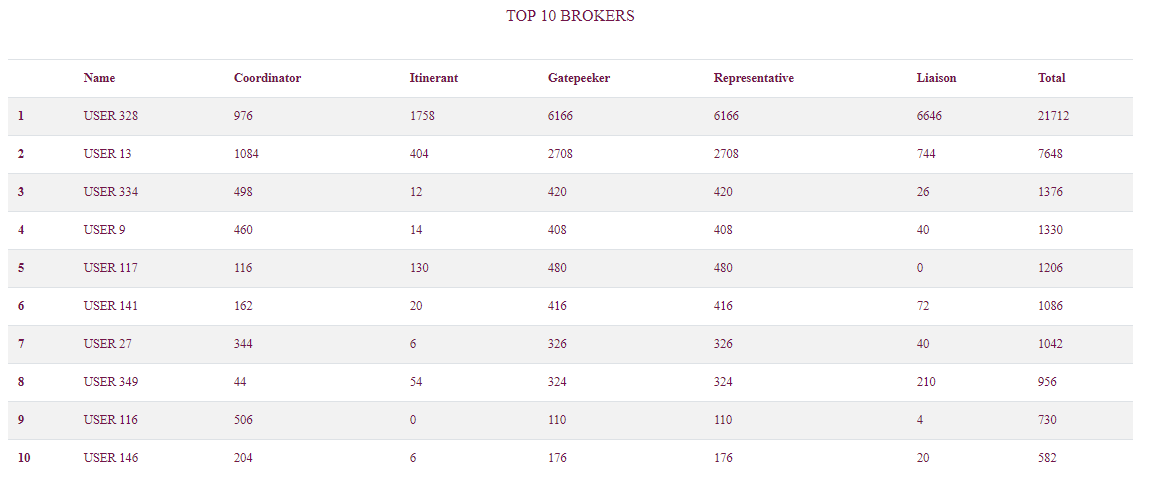 TOP 10 BROKERS
Name Coordinator Itinerant Gatepeeker Representative Liaison Total
1 USER 328 976 1758 6166 6166 6646 21712
2 USER 13 1084 404 2708 2708 744 7648
3 USER 334 498 12 420 420 26 1376
4 USER 9 460 14 408 408 40 1330
5 USER 117 116 130 480 480 0 1206
6 USER 141 162 20 416 416 72 1086
7 USER 27 344 6 326 326 40 1042
8 USER 349 44 54 324 324 210 956
9 USER 116 506 0 110 110 4 730
10 USER 146 204 6 176 176 20 582